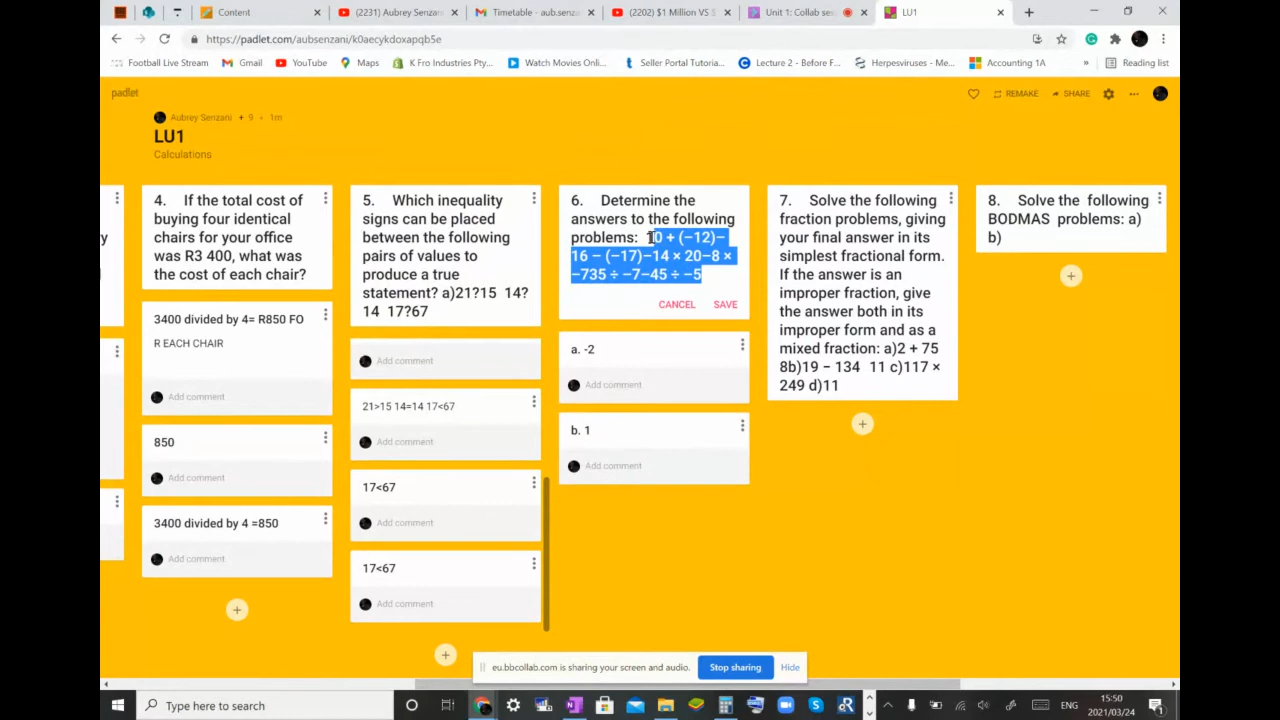 Content
(2231) Aubrey Senzan
Timetable - aub.senza
(2202) $1 Million VS $
Unit 1: Collab ses
LU1
https://padlet.com/aubsenzani/k0aecykdoxapqb5e
Football Live Stream
Gmail
YouTube
Maps
K Fro Industries Pty...
Watch Movies Onli...
Seller Portal Tutoria...
Lecture 2 - Before F...
Herpesviruses - Me...
Accounting 1A
»
Reading list
padlet
REMAKE
SHARE
Aubrey Senzani + 9 • 1m
LU1
Calculations
y
4. If the total cost of
buying four identical
chairs for your office
was R3 400, what was
the cost of each chair?
3400 divided by 4= R850 FO
R EACH CHAIR
Add comment
850
Add comment
3400 divided by 4 =850
Add comment
5. Which inequality
signs can be placed
between the following
pairs of values to
produce a true
statement? a)21?15 14?
14 17?67
Add comment
21>15 14=14 17<67
Add comment
17<67
Add comment
17<67
Add comment
6. Determine the
answers to the following
problems: 10 + (−12)−
16 − (−17)−14 × 20−8 ×
−735 ÷ −7−45 ÷ −5
CANCEL SAVE
a. -2
Add comment
b. 1
Add comment
7. Solve the following
fraction problems, giving
your final answer in its
simplest fractional form.
If the answer is an
improper fraction, give
the answer both in its
improper form and as a
mixed fraction: a)2 + 75
8b)19 − 134 11 c)117 ×
249 d)11
8. Solve the following
BODMAS problems: a)
b)
eu.bbcollab.com is sharing your screen and audio.
Stop sharing
Hide
Type here to search
ENG
15:50
2021/03/24
1